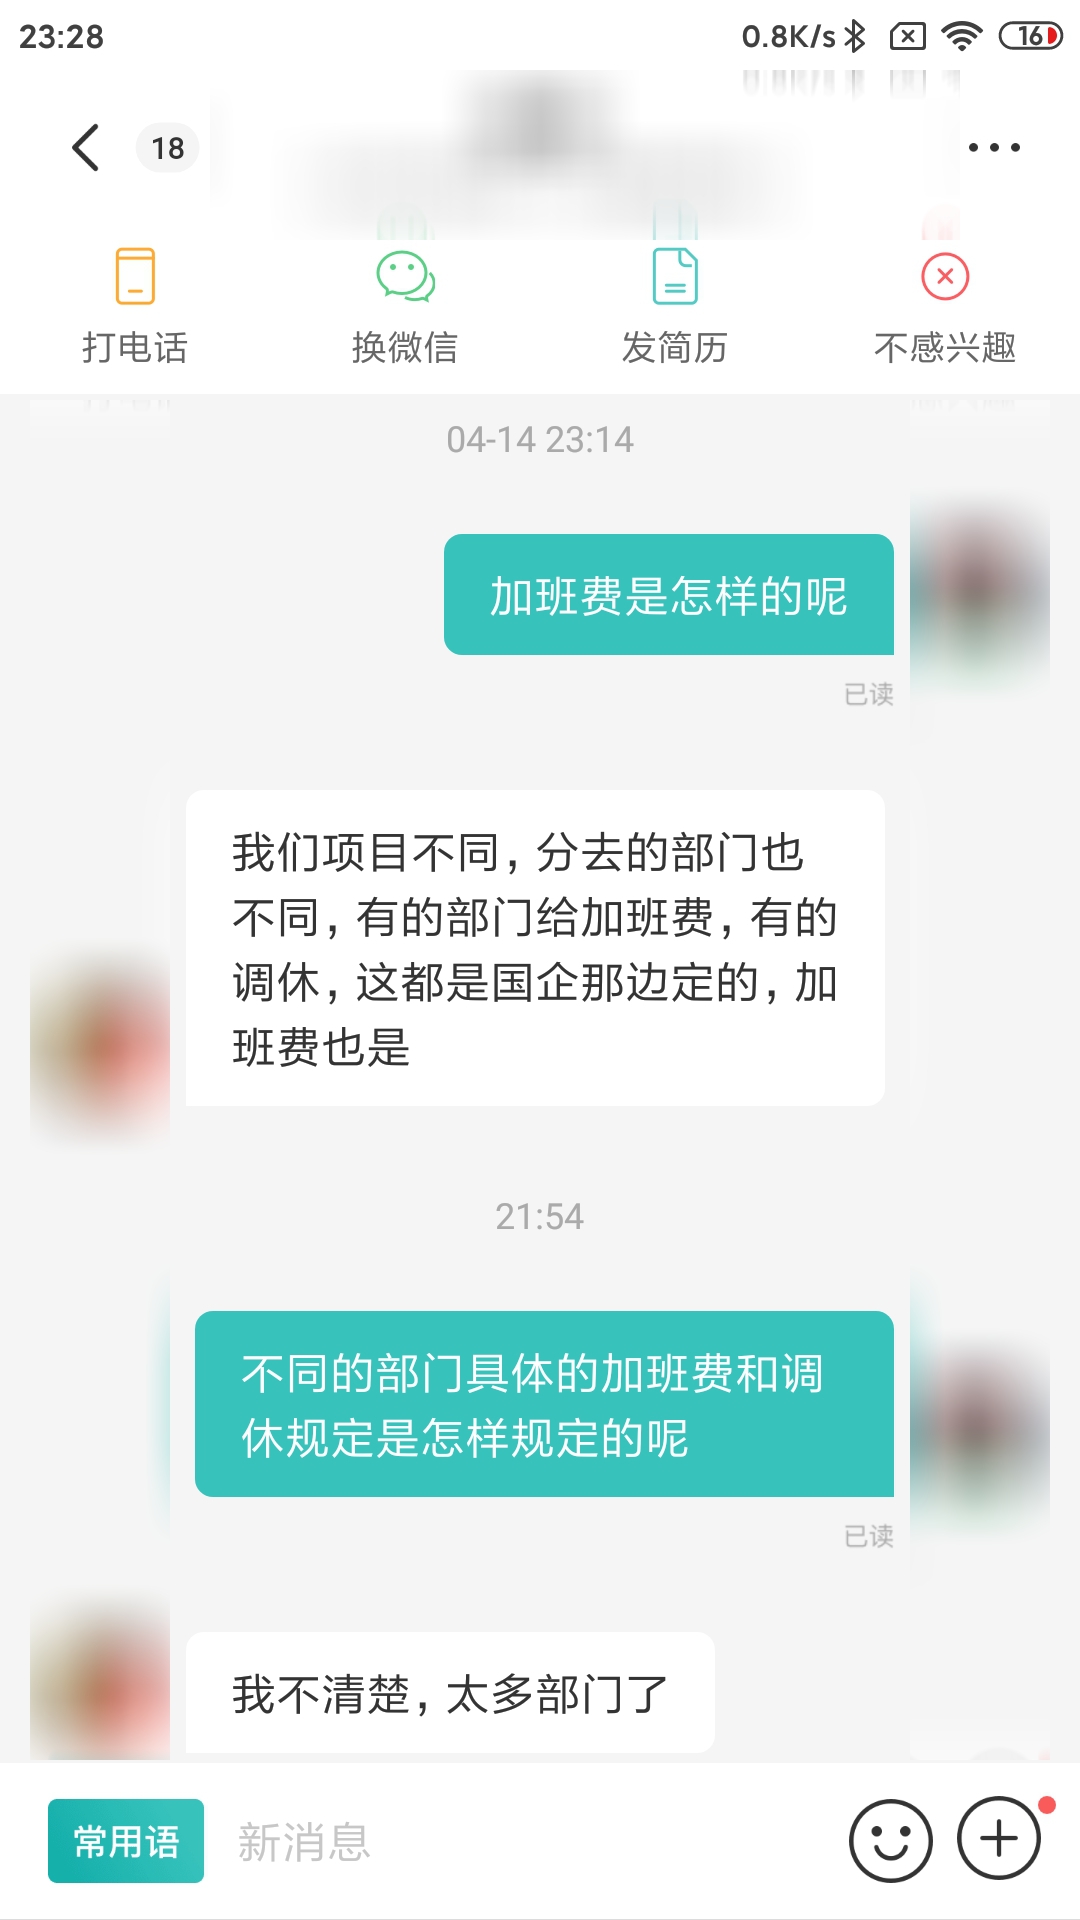 23:28
0.8K/s
16
18
打电话
换微信
发简历
不感兴趣
04-14 23:14
加班费是怎样的呢
已读
我们项目不同，分去的部门也
不同，有的部门给加班费，有的
调休，这都是国企那边定的，加
班费也是
21:54
不同的部门具体的加班费和调
休规定是怎样规定的呢
已读
我不清楚，太多部门了
常用语
新消息